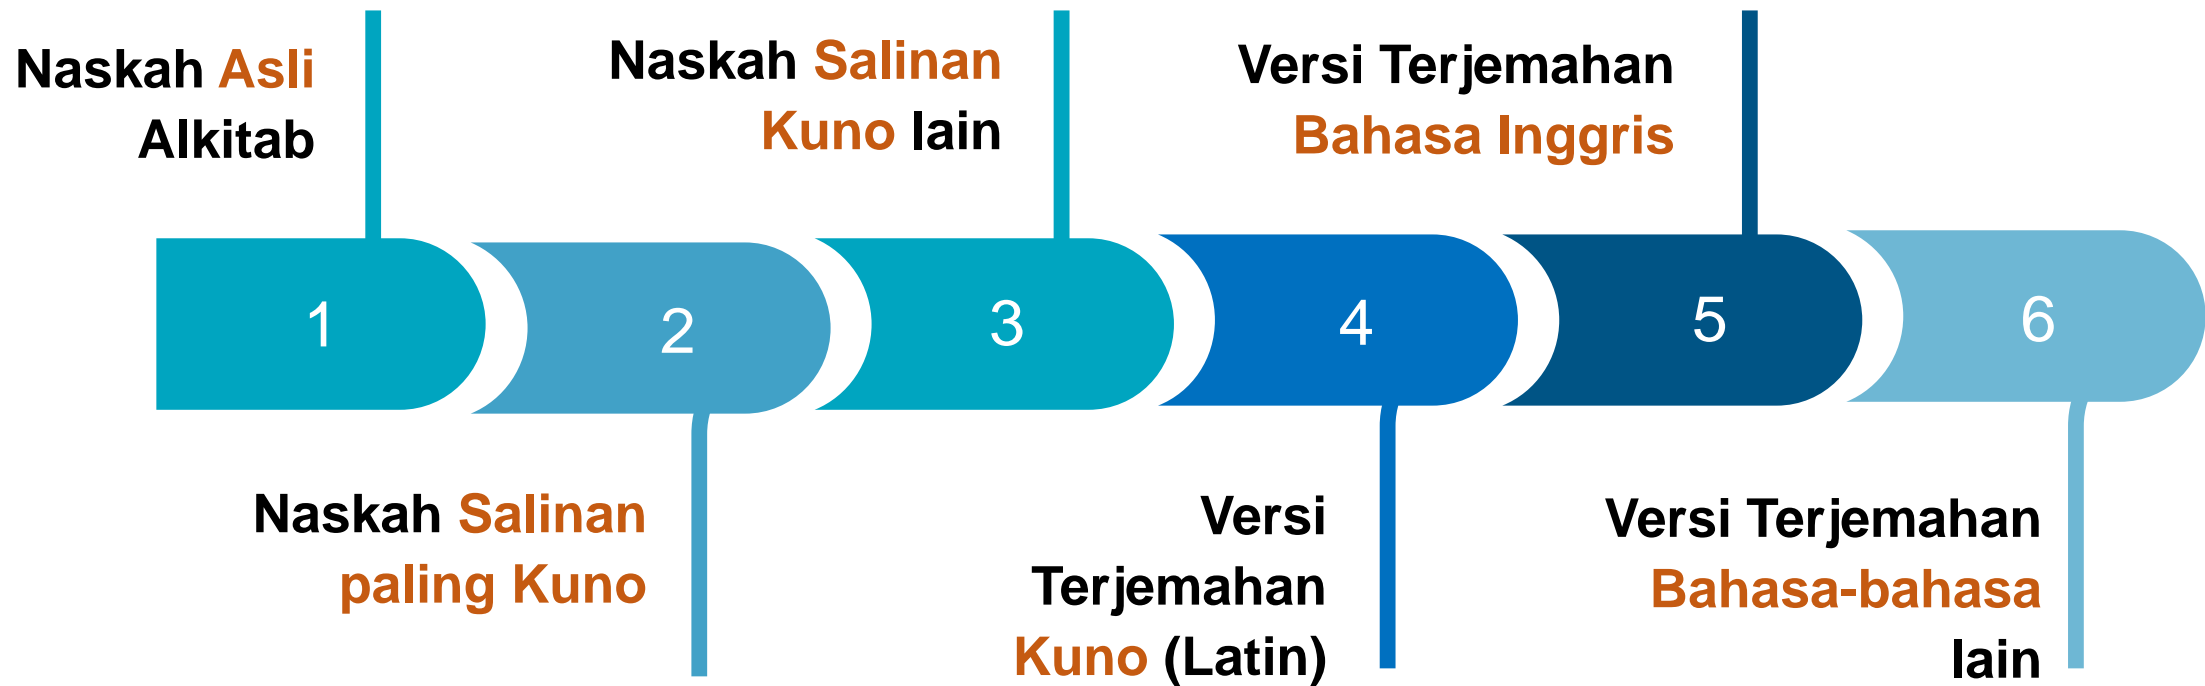 Naskah Asli
Alkitab
Naskah Salinan
Kuno lain
Versi Terjemahan
Bahasa Inggris
1
2
3
4
5
6
Naskah Salinan
paling Kuno
Versi
Terjemahan
Kuno (Latin)
Versi Terjemahan
Bahasa-bahasa
lain